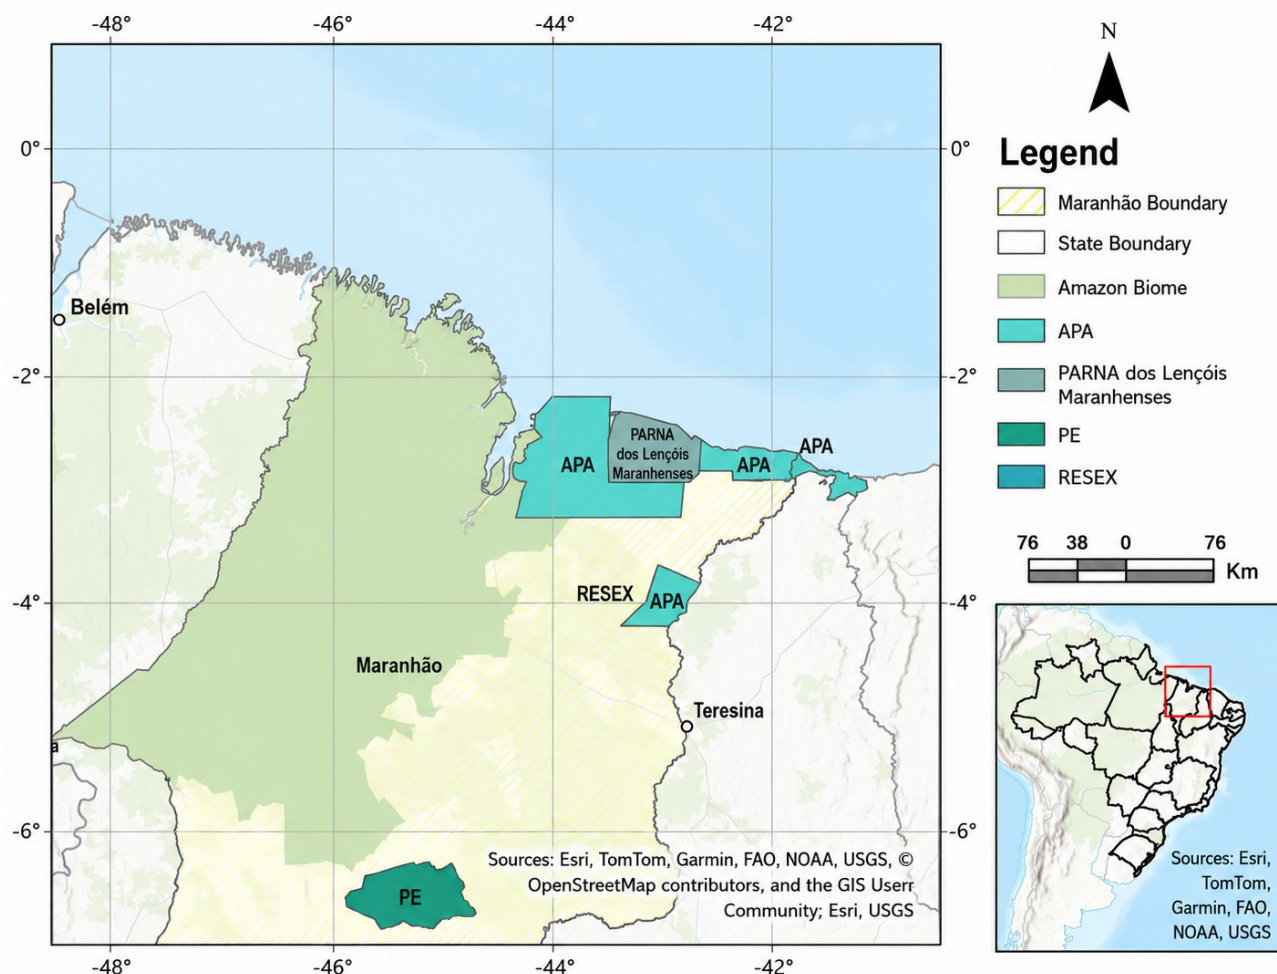 -48° -46° -44° -42°
N
Legend
0° 0°
Maranhão Boundary
State Boundary
Amazon Biome
Belém
APA
-2° -2°
PARNA dos Lençóis
Maranhenses
PARNA
dos Lençóis
Maranhenses
APA
APA
APA
PE
RESEX
76 38 0 76
Km
RESEX
APA
-4° -4°
Maranhão
Teresina
a
-6° -6°
PE
Sources: Esri, TomTom, Garmin, FAO, NOAA, USGS, ©
OpenStreetMap contributors, and the GIS Userr
Community; Esri, USGS
Sources: Esri,
TomTom,
Garmin, FAO,
NOAA, USGS
-48° -46° -44° -42°